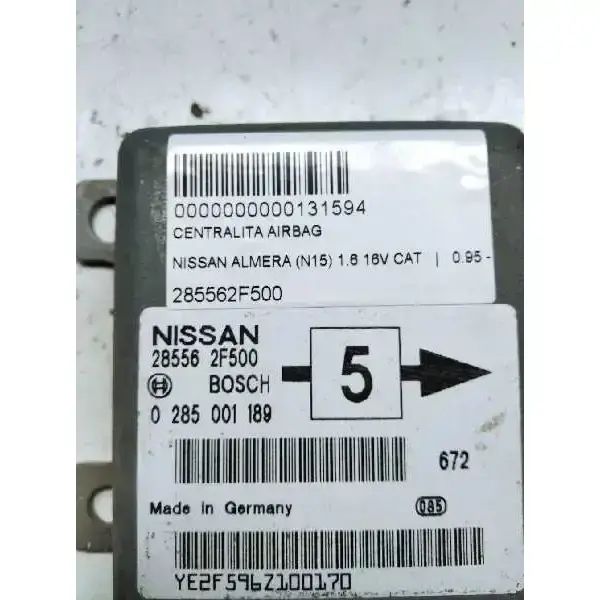 0000000000131594
CENTRALITA AIRBAG
NISSAN ALMERA (N15) 1.6 16V CAT | 0.95 -
285562F500
NISSAN
28556 2F500
BOSCH
5
0 285 001 189
672
Made in Germany
085
YE2F596Z100170